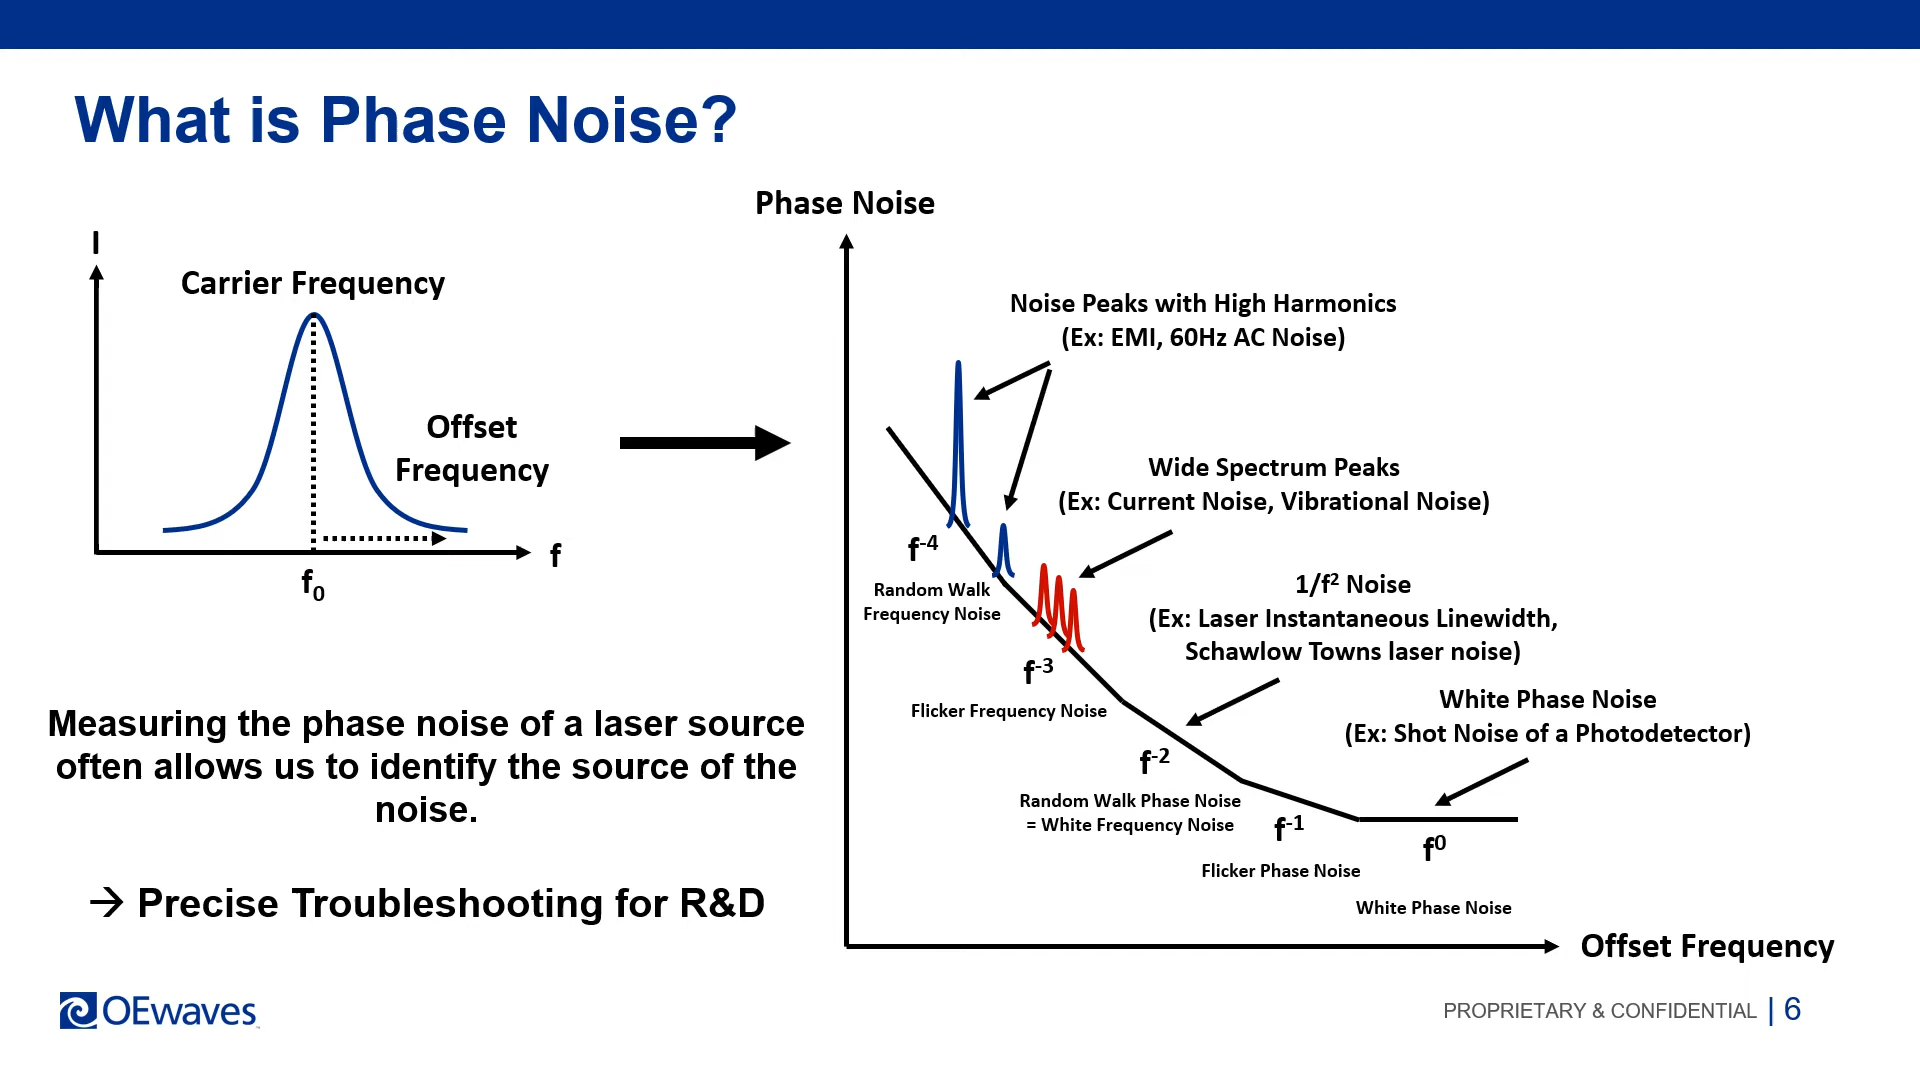 What is Phase Noise?
I
Carrier Frequency
Offset
Frequency
f
f0
Measuring the phase noise of a laser source
often allows us to identify the source of the
noise.
→ Precise Troubleshooting for R&D
Phase Noise
Noise Peaks with High Harmonics
(Ex: EMI, 60Hz AC Noise)
Wide Spectrum Peaks
(Ex: Current Noise, Vibrational Noise)
f-4
Random Walk
Frequency Noise
1/f2 Noise
(Ex: Laser Instantaneous Linewidth,
Schawlow Towns laser noise)
f-3
Flicker Frequency Noise
White Phase Noise
(Ex: Shot Noise of a Photodetector)
f-2
Random Walk Phase Noise
= White Frequency Noise
f-1
Flicker Phase Noise
f0
White Phase Noise
Offset Frequency
OEwaves
PROPRIETARY & CONFIDENTIAL | 6